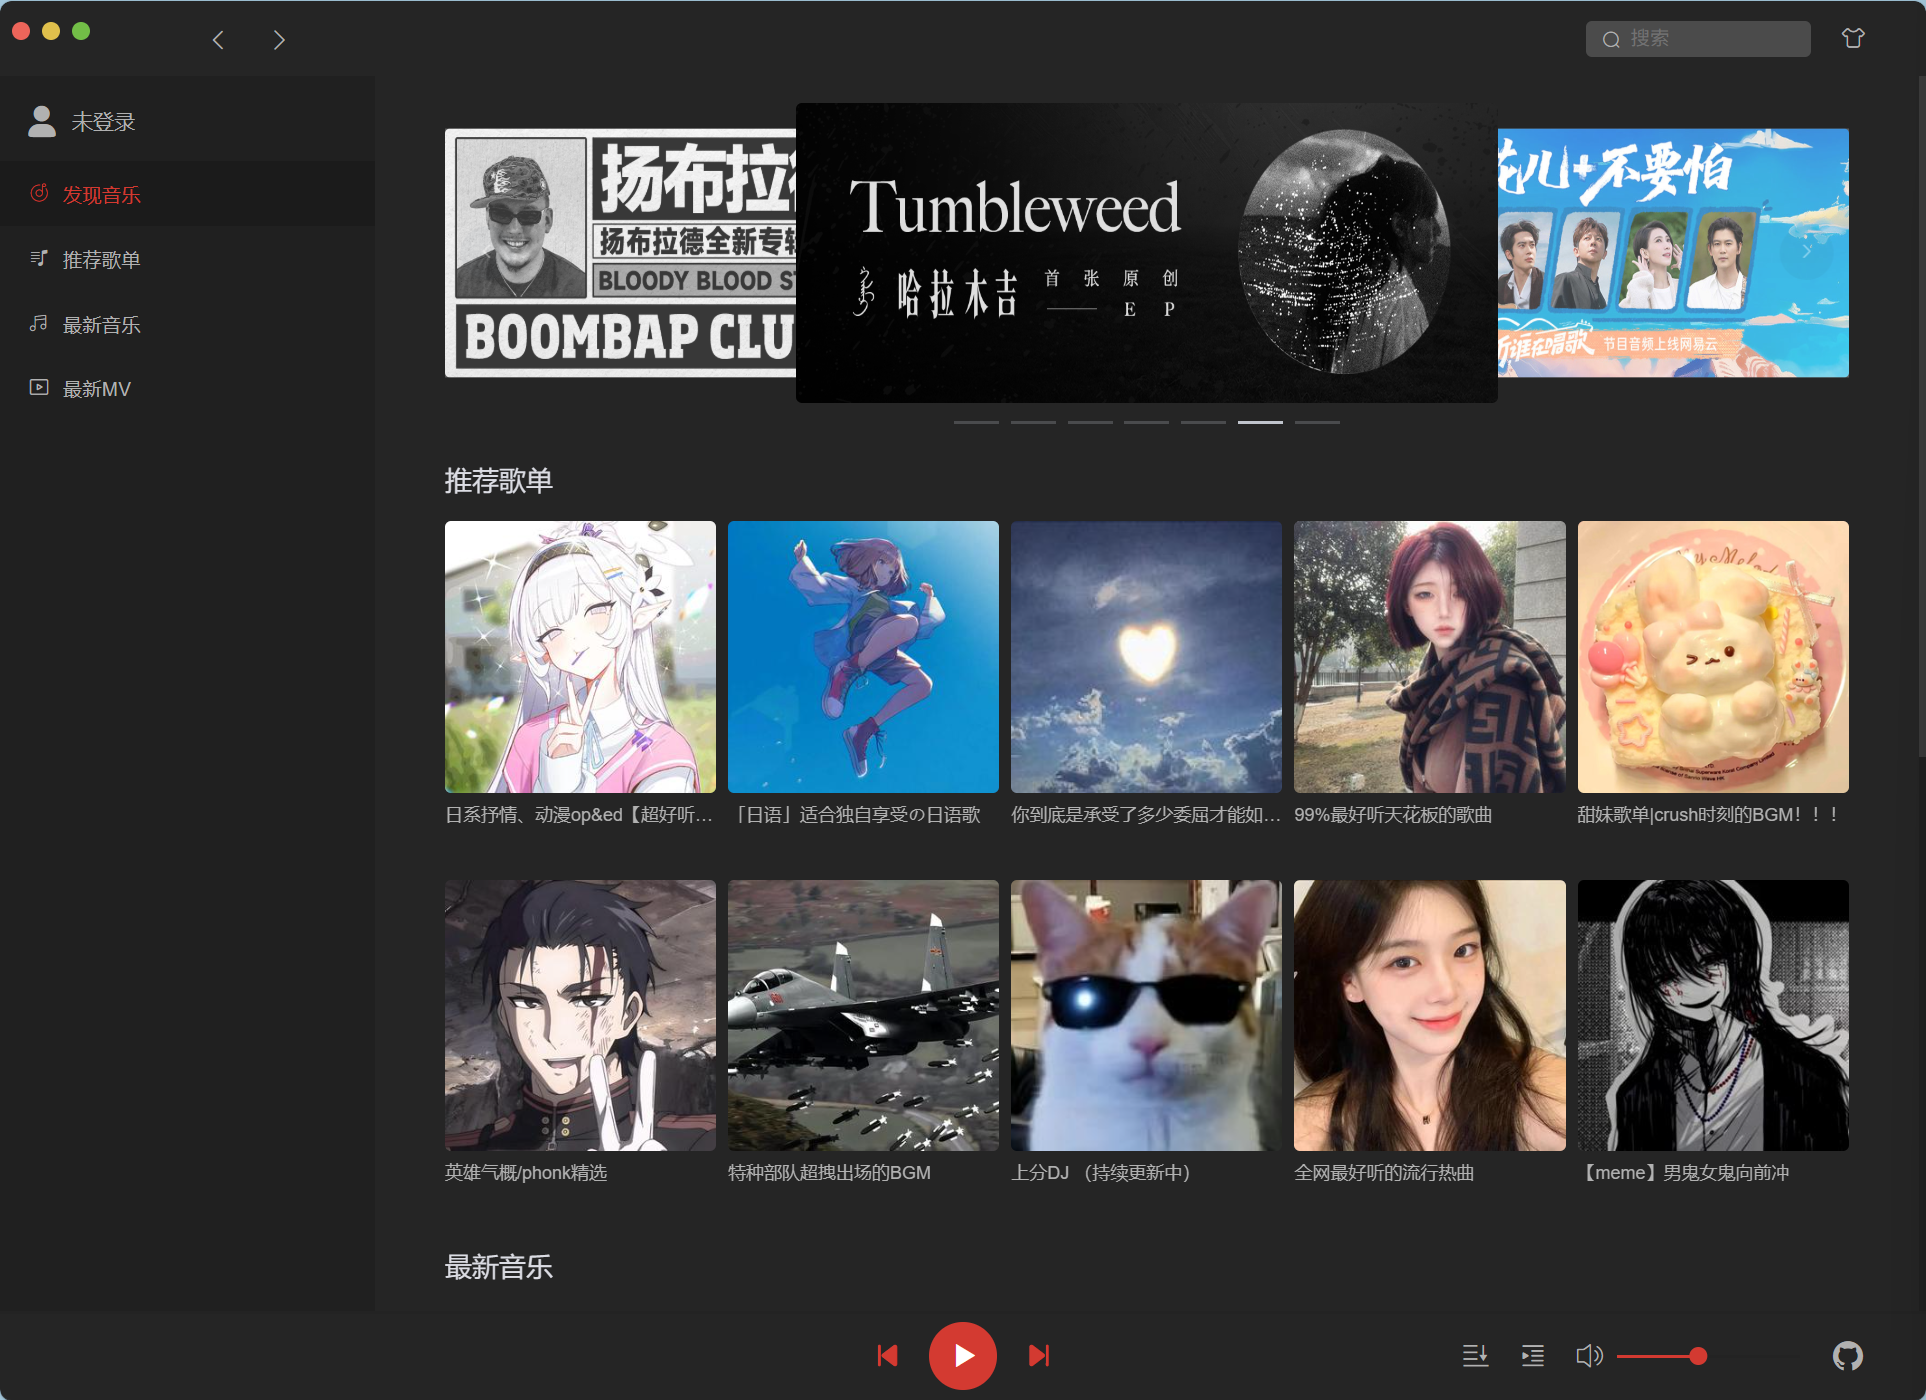 搜索
未登录
发现音乐
推荐歌单
最新音乐
最新MV
扬布拉
扬布拉德全新专辑
BLOODY BLOOD S
BOOMBAP CLU
Tumbleweed
哈拉木吉
首张原创
EP
花儿+不要怕
听谁在唱歌
节目音频上线网易云
推荐歌单
日系抒情、动漫op&ed【超好听…
「日语」适合独自享受の日语歌
你到底是承受了多少委屈才能如…
99%最好听天花板的歌曲
甜妹歌单|crush时刻的BGM！！！
英雄气概/phonk精选
特种部队超拽出场的BGM
上分DJ （持续更新中）
全网最好听的流行热曲
【meme】男鬼女鬼向前冲
最新音乐